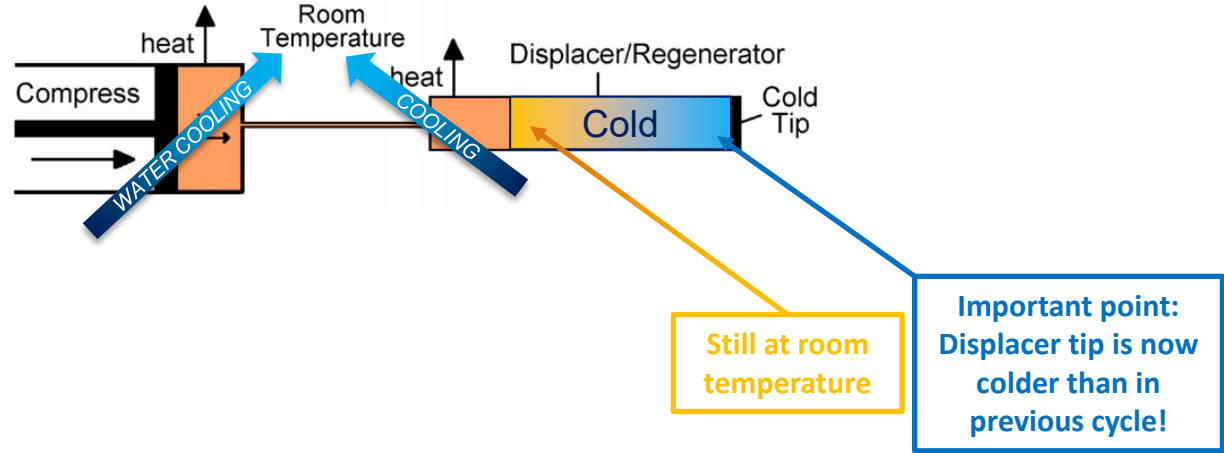 Room
Temperature
heat
Compress
WATER COOLING
heat
COOLING
Displacer/Regenerator
Cold
Cold
Tip
Still at room
temperature
Important point:
Displacer tip is now
colder than in
previous cycle!